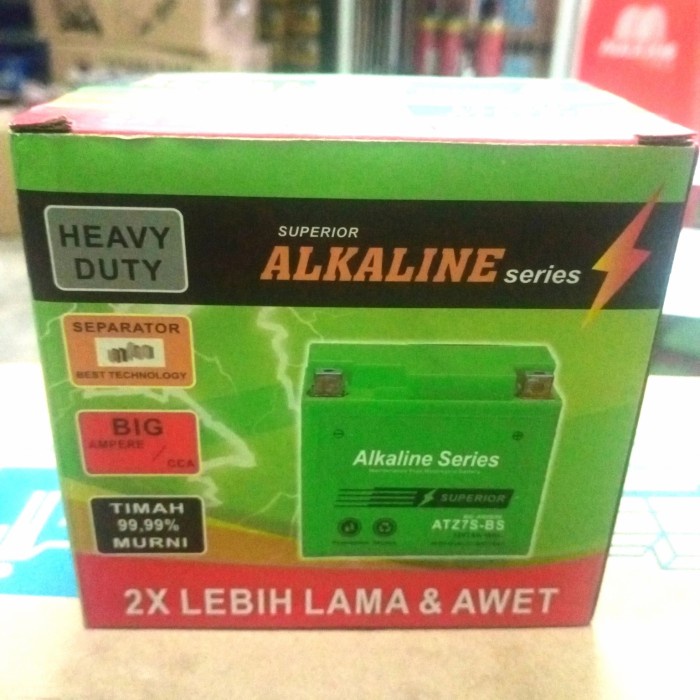 HEAVY
DUTY
SUPERIOR
ALKALINE series
SEPARATOR
BEST TECHNOLOGY
BIG
AMPERE / CCA
TIMAH
99,99%
MURNI
Alkaline Series
SUPERIOR
ATZ7S-BS
2X LEBIH LAMA & AWET